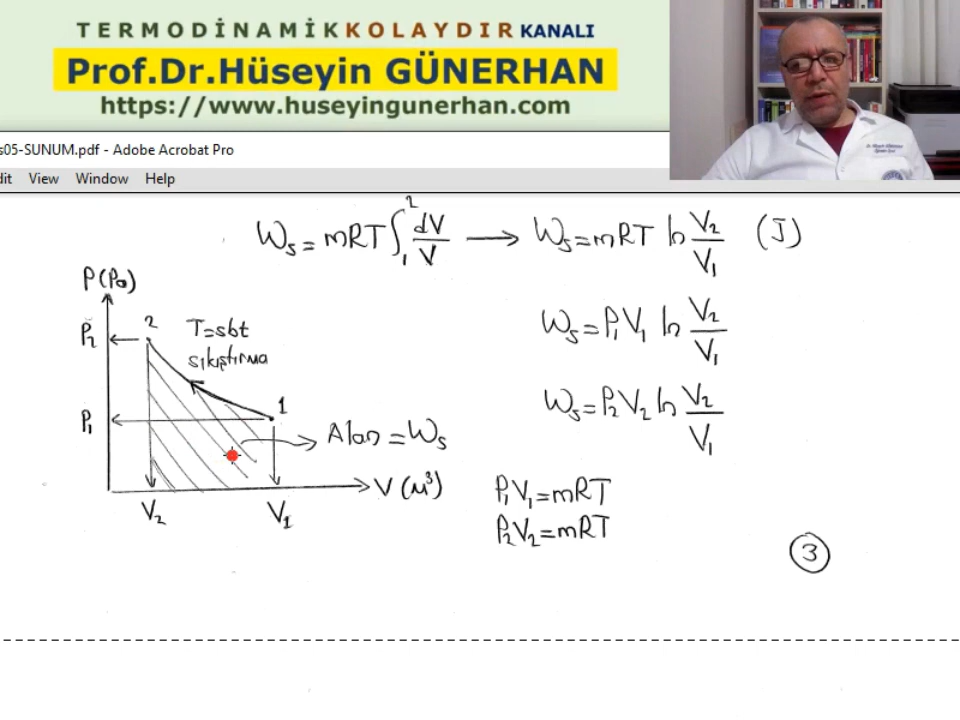 TERMODİNAMİKKOLAYDIR KANALI
Prof.Dr.Hüseyin GÜNERHAN
https://www.huseyingunerhan.com
s05-SUNUM.pdf - Adobe Acrobat Pro
dit View Window Help
Ws = mRT ∫₁² dV/V → Ws = mRT ln V2/V1 (J)
P(Pa)
Ws = P1V1 ln V2/V1
P2
2
T=sbt
sıkıştırma
Ws = P2V2 ln V2/V1
P1
1
Alan = Ws
V (m³)
V2
V1
P1V1 = mRT
P2V2 = mRT
3